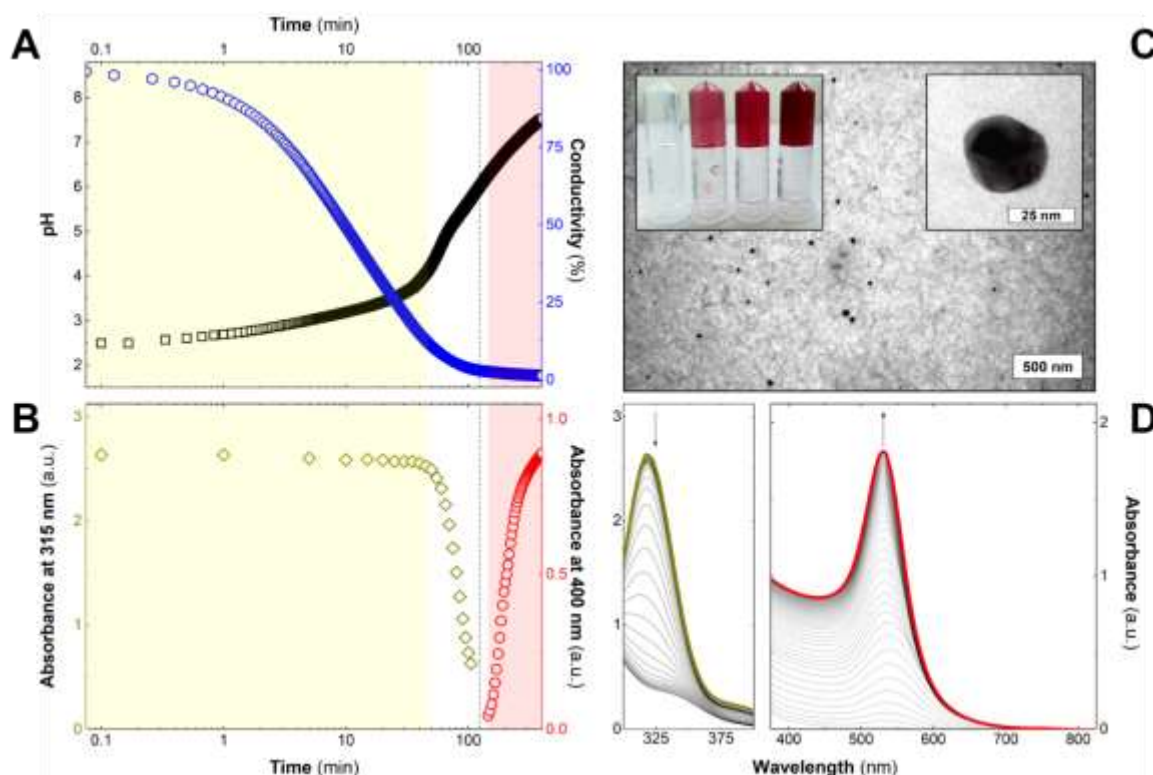 A
Time (min)
0.1 1 10 100
pH
8
7
6
5
4
3
2
100
75
50
25
0
Conductivity (%)
C
25 nm
500 nm
B
Absorbance at 315 nm (a.u.)
3
2
1
0
1.0
0.5
0.0
Absorbance at 400 nm (a.u.)
0.1 1 10 100
Time (min)
D
3
2
1
0
325 375
400 500 600 700 800
2
1
0
Absorbance (a.u.)
Wavelength (nm)